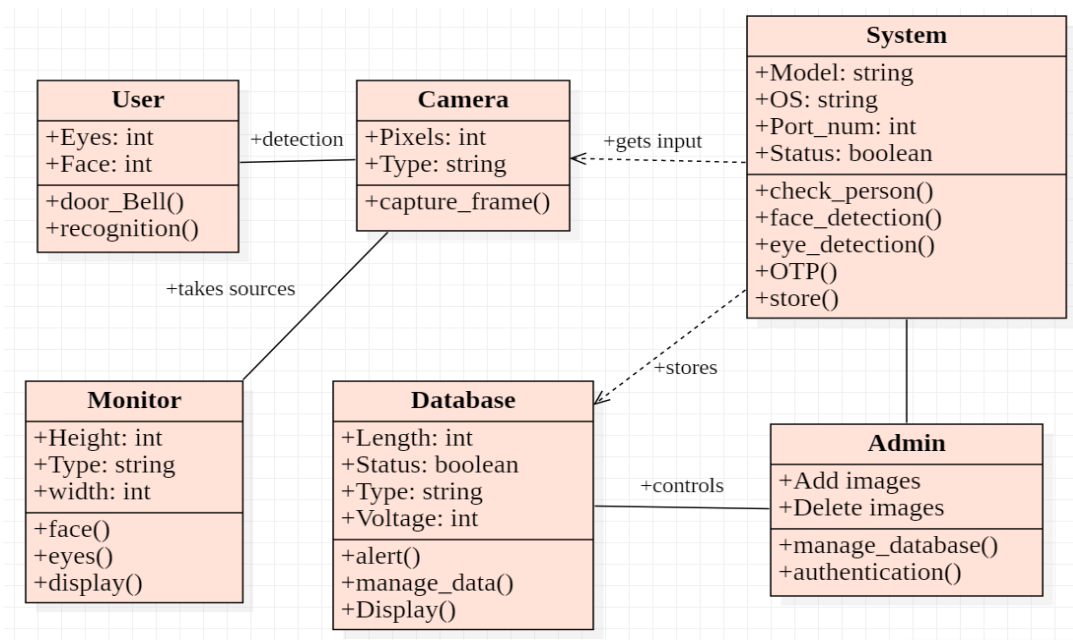 System
+Model: string
+OS: string
+Port_num: int
+Status: boolean
+check_person()
+face_detection()
+eye_detection()
+OTP()
+store()
User
+Eyes: int
+Face: int
+door_Bell()
+recognition()
+detection
Camera
+Pixels: int
+Type: string
+capture_frame()
+gets input
+takes sources
+stores
Monitor
+Height: int
+Type: string
+width: int
+face()
+eyes()
+display()
Database
+Length: int
+Status: boolean
+Type: string
+Voltage: int
+alert()
+manage_data()
+Display()
+controls
Admin
+Add images
+Delete images
+manage_database()
+authentication()